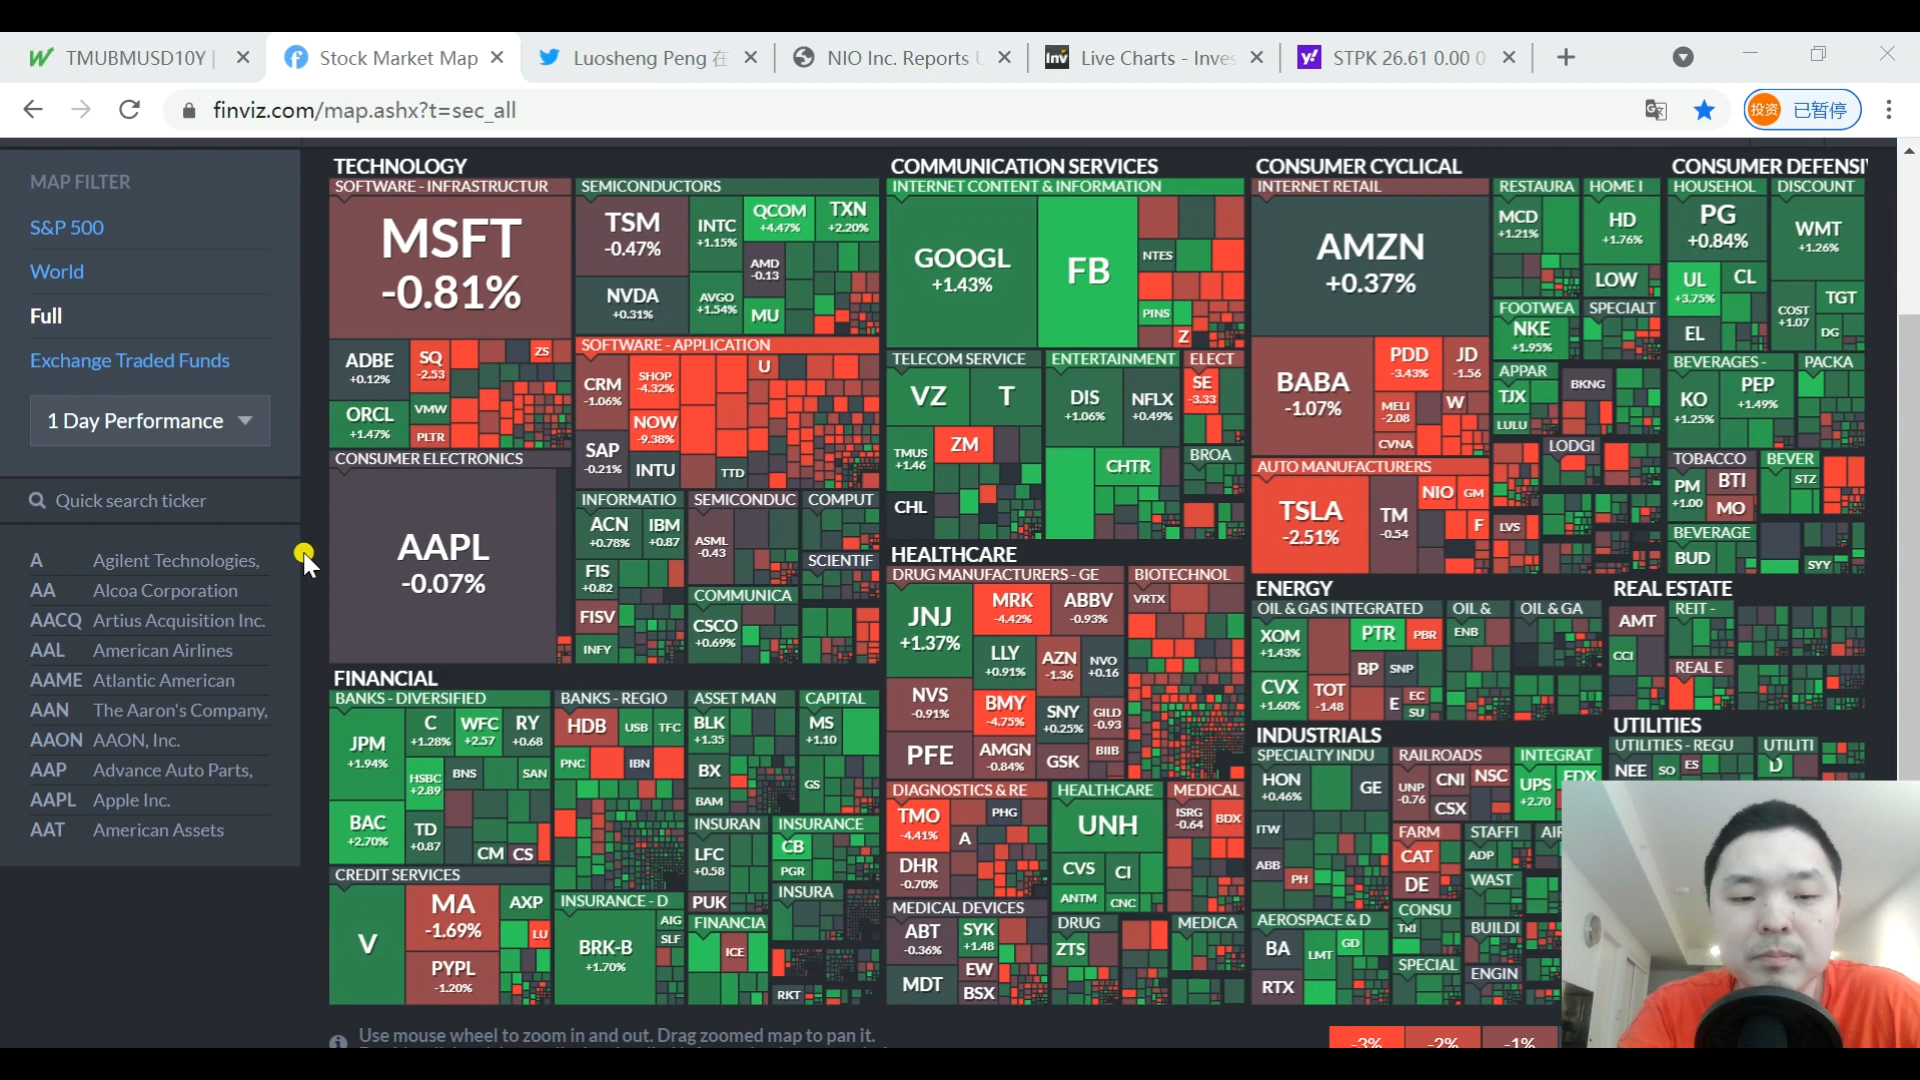 TMUBMUSD10Y |
Stock Market Map
Luosheng Peng 在
NIO Inc. Reports
Live Charts - Inves
STPK 26.61 0.00 0
finviz.com/map.ashx?t=sec_all
投资 已暂停
MAP FILTER
S&P 500
World
Full
Exchange Traded Funds
1 Day Performance
Quick search ticker
A Agilent Technologies,
AA Alcoa Corporation
AACQ Artius Acquisition Inc.
AAL American Airlines
AAME Atlantic American
AAN The Aaron's Company,
AAON AAON, Inc.
AAP Advance Auto Parts,
AAPL Apple Inc.
AAT American Assets
TECHNOLOGY
SOFTWARE - INFRASTRUCTUR
MSFT
-0.81%
ADBE
+0.12%
SQ
-2.53
ZS
ORCL
+1.47%
VMW
PLTR
SEMICONDUCTORS
TSM
-0.47%
INTC
+1.15%
QCOM
+4.47%
TXN
+2.20%
NVDA
+0.31%
AVGO
+1.54%
AMD
-0.13
MU
SOFTWARE - APPLICATION
CRM
-1.06%
SHOP
-4.32%
U
NOW
-9.38%
SAP
-0.21%
INTU
TTD
CONSUMER ELECTRONICS
AAPL
-0.07%
INFORMATIO
ACN
+0.78%
IBM
+0.87
FIS
+0.82
FISV
INFY
SEMICONDUC
ASML
-0.43
COMPUT
SCIENTIF
COMMUNICA
CSCO
+0.69%
FINANCIAL
BANKS - DIVERSIFIED
JPM
+1.94%
C
+1.28%
WFC
+2.57
RY
+0.68
HSBC
+2.89
BNS
SAN
BAC
+2.70%
TD
+0.87
CM
CS
BANKS - REGIO
HDB
USB
TFC
PNC
IBN
ASSET MAN
BLK
+1.35
BX
BAM
CAPITAL
MS
+1.10
GS
CREDIT SERVICES
V
MA
-1.69%
AXP
LU
PYPL
-1.20%
INSURANCE - D
BRK-B
+1.70%
AIG
SLF
INSURAN
LFC
+0.58
PUK
INSURANCE
CB
PGR
INSURA
FINANCIA
ICE
RKT
COMMUNICATION SERVICES
INTERNET CONTENT & INFORMATION
GOOGL
+1.43%
FB
NTES
PINS
Z
TELECOM SERVICE
VZ
T
TMUS
+1.46
ZM
CHL
ENTERTAINMENT
DIS
+1.06%
NFLX
+0.49%
CHTR
ELECT
SE
-3.33
BROA
HEALTHCARE
DRUG MANUFACTURERS - GE
JNJ
+1.37%
MRK
-4.42%
ABBV
-0.93%
LLY
+0.91%
AZN
-1.36
NVO
+0.16
NVS
-0.91%
BMY
-4.75%
SNY
+0.25%
GILD
-0.93
PFE
AMGN
-0.84%
GSK
BIIB
BIOTECHNOL
VRTX
DIAGNOSTICS & RE
TMO
-4.41%
PHG
A
DHR
-0.70%
HEALTHCARE
UNH
CVS
CI
ANTM
CNC
MEDICAL
ISRG
-0.64
BDX
MEDICAL DEVICES
ABT
-0.36%
SYK
+1.48
EW
MDT
BSX
DRUG
ZTS
MEDICA
CONSUMER CYCLICAL
INTERNET RETAIL
AMZN
+0.37%
BABA
-1.07%
PDD
-3.43%
JD
-1.56
MELI
-2.08
W
CVNA
AUTO MANUFACTURERS
TSLA
-2.51%
TM
-0.54
NIO
GM
F
RESTAURA
MCD
+1.21%
HOME I
HD
+1.76%
LOW
FOOTWEA
NKE
+1.95%
SPECIALT
APPAR
TJX
LULU
BKNG
LODGI
LVS
CONSUMER DEFENSI
HOUSEHOL
PG
+0.84%
UL
+3.75%
CL
EL
DISCOUNT
WMT
+1.26%
COST
+1.07
TGT
DG
BEVERAGES -
KO
+1.25%
PEP
+1.49%
PACKA
TOBACCO
PM
+1.00
BTI
MO
BEVER
STZ
BEVERAGE
BUD
SYY
ENERGY
OIL & GAS INTEGRATED
XOM
+1.43%
PTR
PBR
BP
SNP
CVX
+1.60%
TOT
-1.48
E
EC
SU
OIL &
ENB
OIL & GA
REAL ESTATE
AMT
REIT -
CCI
REAL E
INDUSTRIALS
SPECIALTY INDU
HON
+0.46%
GE
ITW
ABB
PH
RAILROADS
UNP
-0.76
CNI
NSC
CSX
INTEGRAT
UPS
+2.70
FDX
FARM
CAT
DE
STAFFI
ADP
AIR
WAST
CONSU
TRI
BUILDI
AEROSPACE & D
BA
LMT
GD
RTX
SPECIAL
ENGIN
UTILITIES
UTILITIES - REGU
NEE
SO
ES
UTILITI
D
Use mouse wheel to zoom in and out. Drag zoomed map to pan it.
-3% -2% -1%